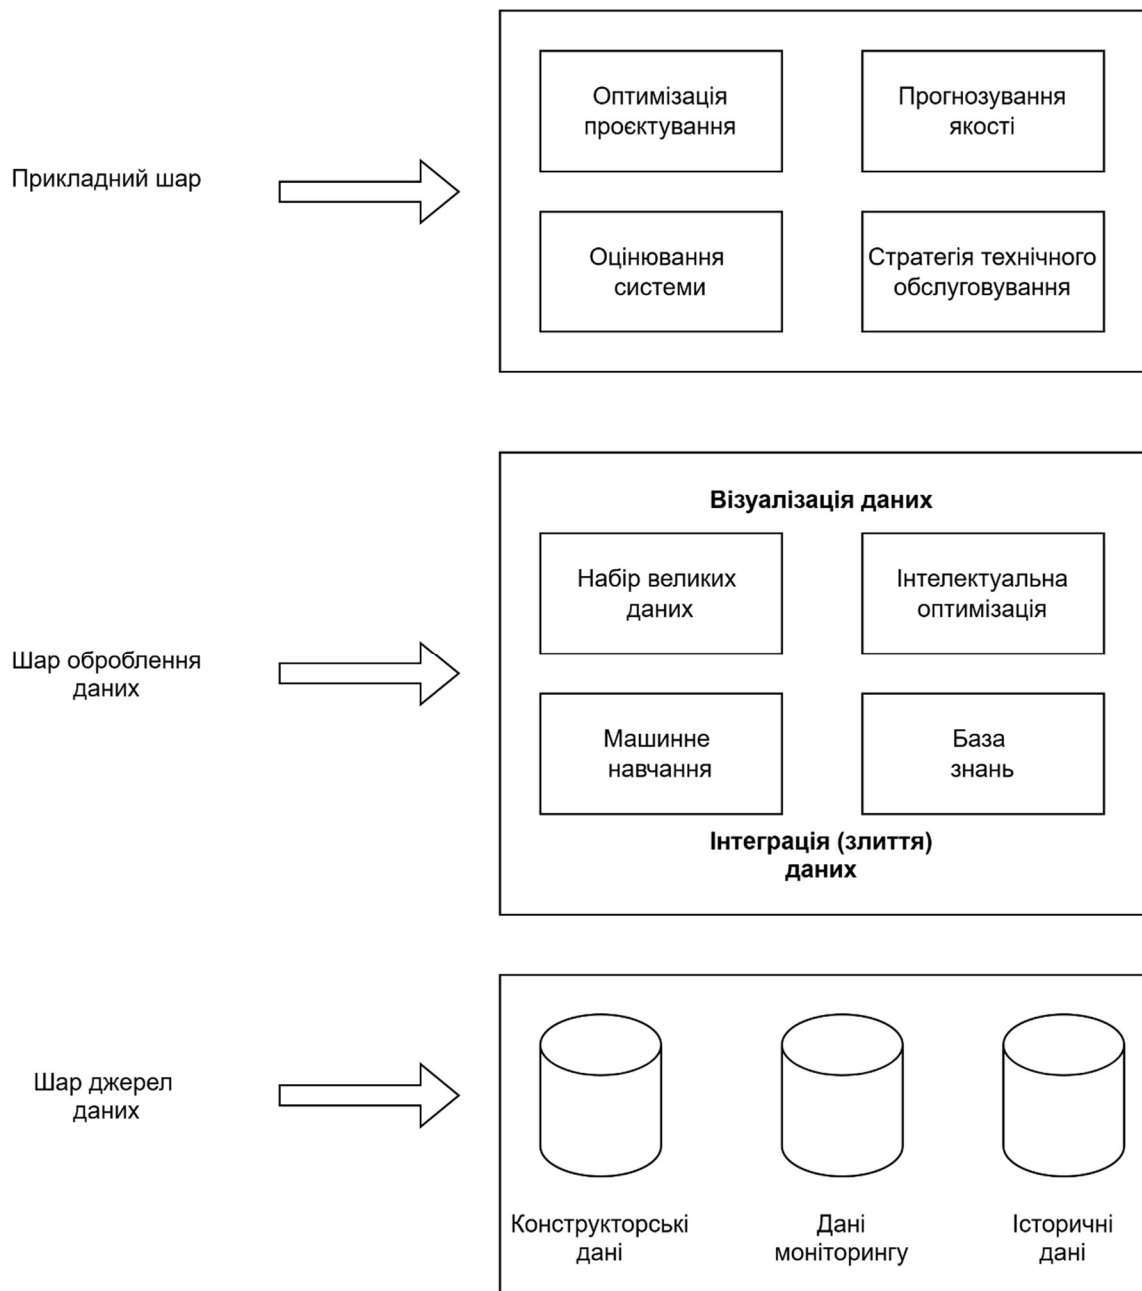 Прикладний шар
Оптимізація
проєктування
Прогнозування
якості
Оцінювання
системи
Стратегія технічного
обслуговування
Шар оброблення
даних
Візуалізація даних
Набір великих
даних
Інтелектуальна
оптимізація
Машинне
навчання
База
знань
Інтеграція (злиття)
даних
Шар джерел
даних
Конструкторські
дані
Дані
моніторингу
Історичні
дані